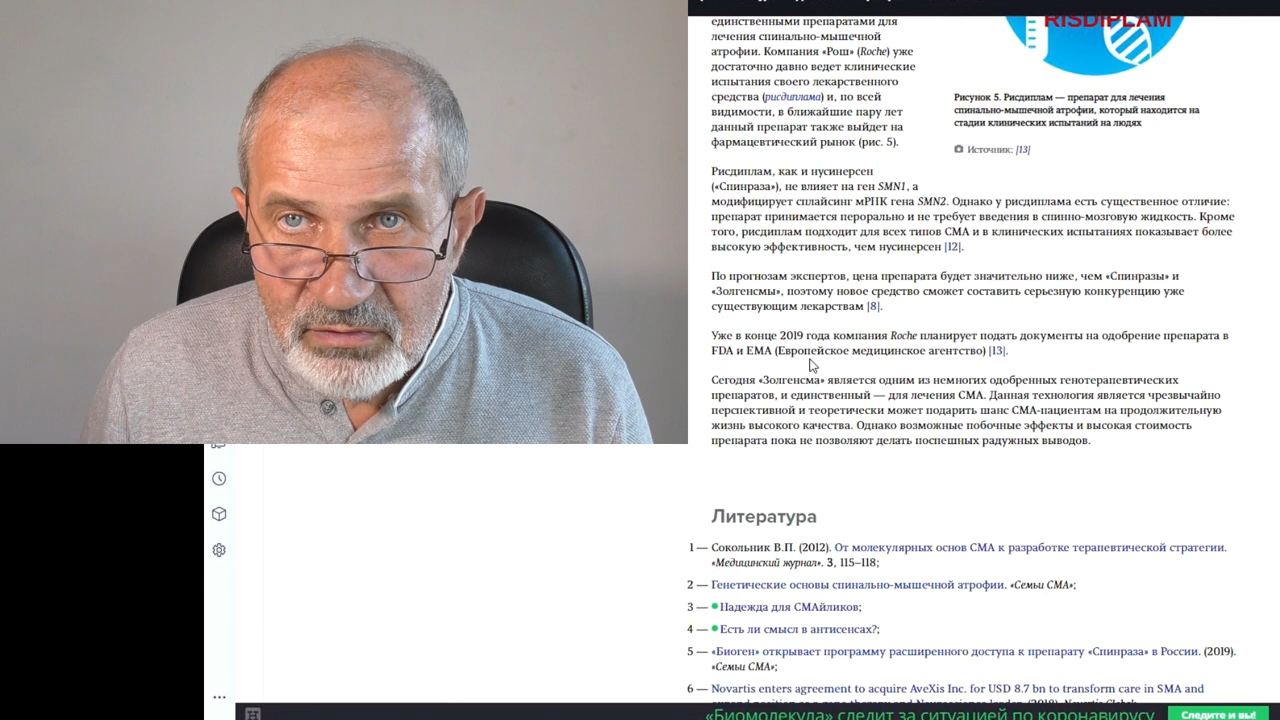 единственными препаратами для
лечения спинально-мышечной
атрофии. Компания «Рош» (Roche) уже
достаточно давно ведет клинические
испытания своего лекарственного
средства (рисдиплама) и, по всей
видимости, в ближайшие пару лет
данный препарат также выйдет на
фармацевтический рынок (рис. 5).
RISDIPLAM
Рисунок 5. Рисдиплам — препарат для лечения
спинально-мышечной атрофии, который находится на
стадии клинических испытаний на людях
Источник: [13]
Рисдиплам, как и нусинерсен
(«Спинраза»), не влияет на ген SMN1, а
модифицирует сплайсинг мРНК гена SMN2. Однако у рисдиплама есть существенное отличие:
препарат принимается перорально и не требует введения в спинно-мозговую жидкость. Кроме
того, рисдиплам подходит для всех типов СМА и в клинических испытаниях показывает более
высокую эффективность, чем нусинерсен [12].
По прогнозам экспертов, цена препарата будет значительно ниже, чем «Спинразы» и
«Золгенсмы», поэтому новое средство сможет составить серьезную конкуренцию уже
существующим лекарствам [8].
Уже в конце 2019 года компания Roche планирует подать документы на одобрение препарата в
FDA и EMA (Европейское медицинское агентство) [13].
Сегодня «Золгенсма» является одним из немногих одобренных генотерапевтических
препаратов, и единственный — для лечения СМА. Данная технология является чрезвычайно
перспективной и теоретически может подарить шанс СМА-пациентам на продолжительную
жизнь высокого качества. Однако возможные побочные эффекты и высокая стоимость
препарата пока не позволяют делать поспешных радужных выводов.
Литература
1 — Сокольник В.П. (2012). От молекулярных основ СМА к разработке терапевтической стратегии.
«Медицинский журнал». 3, 115–118;
2 — Генетические основы спинально-мышечной атрофии. «Семьи СМА»;
3 — Надежда для СМАйликов;
4 — Есть ли смысл в антисенсах?;
5 — «Биоген» открывает программу расширенного доступа к препарату «Спинраза» в России. (2019).
«Семьи СМА»;
6 — Novartis enters agreement to acquire AveXis Inc. for USD 8.7 bn to transform care in SMA and
«Биомолекула» следит за ситуацией по коронавирусу
Следите и вы!